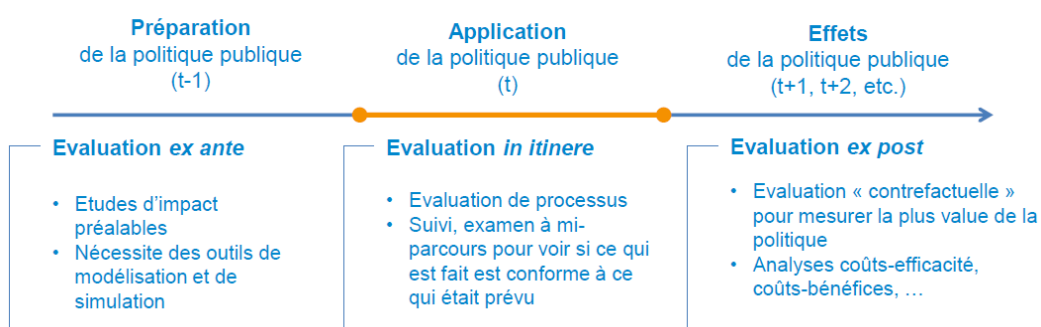 Préparation
de la politique publique
(t-1)
Application
de la politique publique
(t)
Effets
de la politique publique
(t+1, t+2, etc.)
Evaluation ex ante
• Etudes d'impact
préalables
• Nécessite des outils de
modélisation et de
simulation
Evaluation in itinere
• Evaluation de processus
• Suivi, examen à mi-
parcours pour voir si ce qui
est fait est conforme à ce
qui était prévu
Evaluation ex post
• Evaluation « contrefactuelle »
pour mesurer la plus value de la
politique
• Analyses coûts-efficacité,
coûts-bénéfices, …